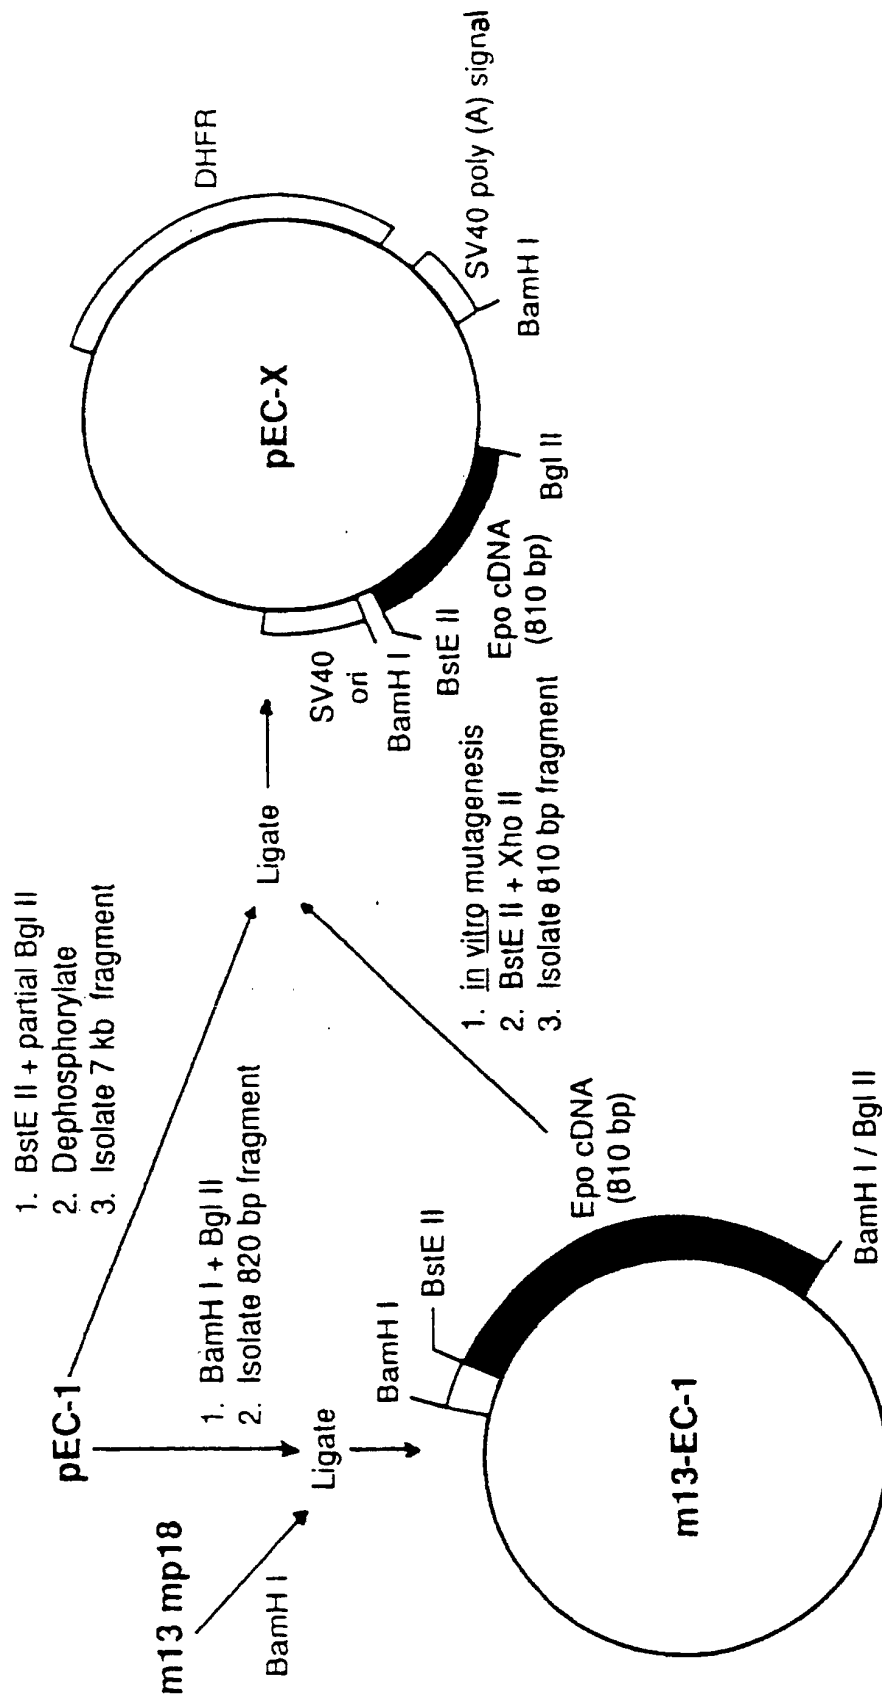 m13 mp18
BamH I
pEC-1
1. BamH I + Bgl II
2. Isolate 820 bp fragment
Ligate
1. BstE II + partial Bgl II
2. Dephosphorylate
3. Isolate 7 kb fragment
Ligate
m13-EC-1
BamH I
BstE II
Epo cDNA
(810 bp)
BamH I / Bgl II
1. in vitro mutagenesis
2. BstE II + Xho II
3. Isolate 810 bp fragment
pEC-X
DHFR
SV40 poly (A) signal
BamH I
Bgl II
Epo cDNA
(810 bp)
BstE II
BamH I
SV40
ori